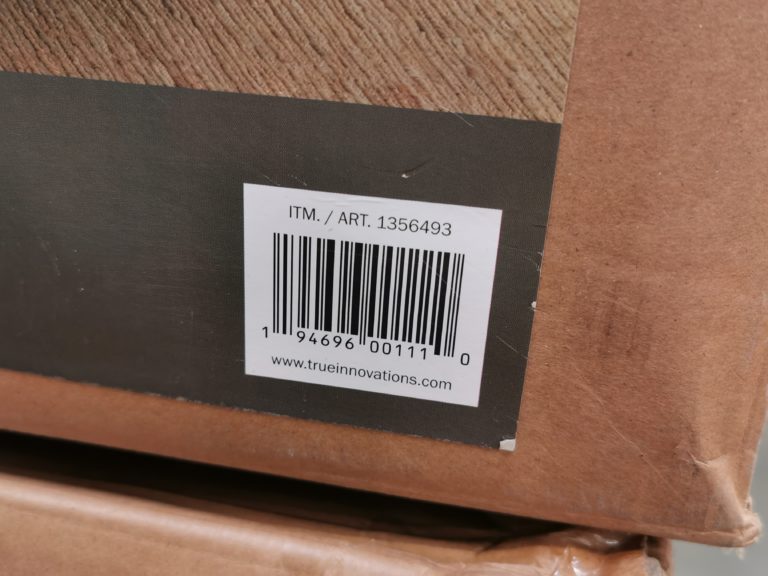 ITM. / ART. 1356493
1 94696 00111 0
www.trueinnovations.com